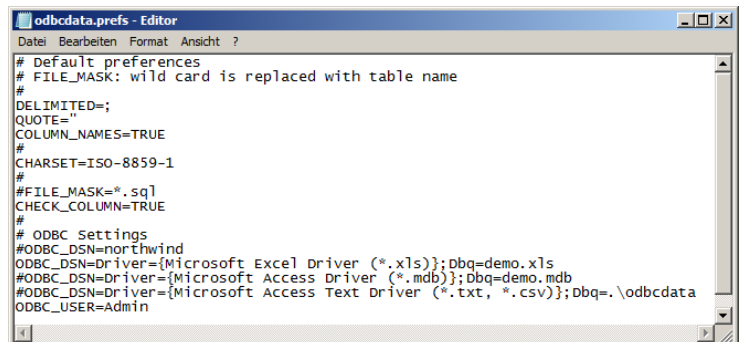 odbcdata.prefs - Editor
Datei Bearbeiten Format Ansicht ?
# Default preferences
# FILE_MASK: wild card is replaced with table name
#
DELIMITED=;
QUOTE="
COLUMN_NAMES=TRUE
#
CHARSET=ISO-8859-1
#
#FILE_MASK=*.sql
CHECK_COLUMN=TRUE
#
# ODBC Settings
#ODBC_DSN=northwind
ODBC_DSN=Driver={Microsoft Excel Driver (*.xls)};Dbq=demo.xls
#ODBC_DSN=Driver={Microsoft Access Driver (*.mdb)};Dbq=demo.mdb
#ODBC_DSN=Driver={Microsoft Access Text Driver (*.txt, *.csv)};Dbq=.\odbcdata
ODBC_USER=Admin